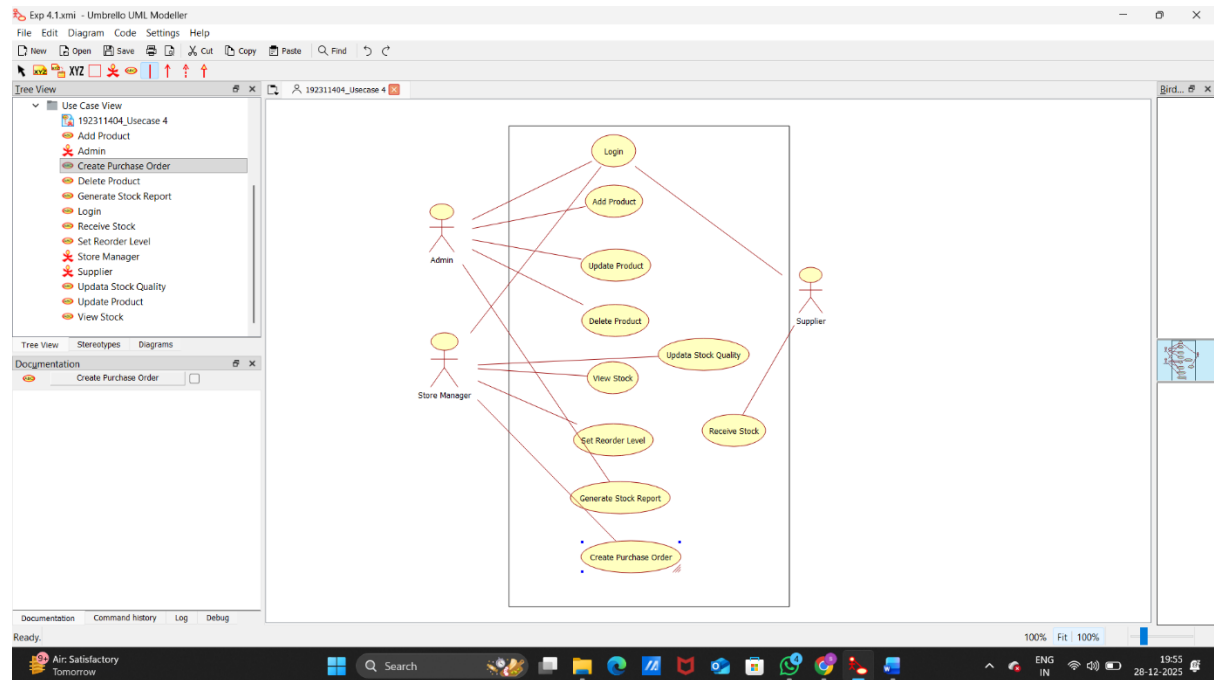 Exp 4.1.xmi - Umbrello UML Modeller
File Edit Diagram Code Settings Help
New Open Save Cut Copy Paste Find
XYZ XYZ
Tree View
192311404_Usecase 4
Bird...
Use Case View
192311404_Usecase 4
Add Product
Admin
Create Purchase Order
Delete Product
Generate Stock Report
Login
Receive Stock
Set Reorder Level
Store Manager
Supplier
Updata Stock Quality
Update Product
View Stock
Tree View Stereotypes Diagrams
Documentation
Create Purchase Order
Documentation Command history Log Debug
Login
Add Product
Admin
Update Product
Delete Product
Supplier
Updata Stock Quality
View Stock
Store Manager
Receive Stock
Set Reorder Level
Generate Stock Report
Create Purchase Order
Ready.
100% Fit 100%
9+
Air: Satisfactory
Tomorrow
Search
ENG
IN
19:55
28-12-2025